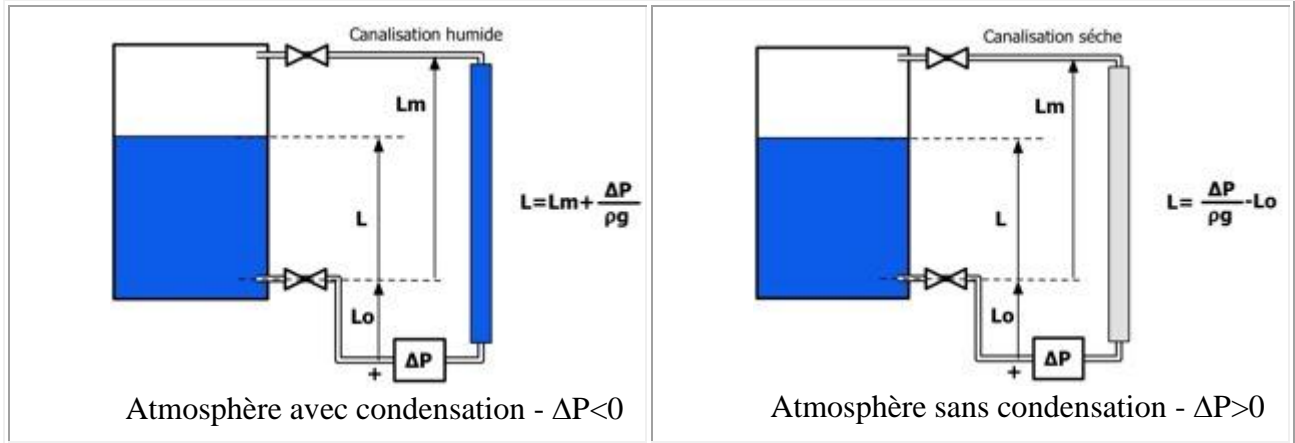 Canalisation humide
Lm
L
L=Lm+ ΔP/ρg
Lo
ΔP
+
Atmosphère avec condensation - ΔP<0
Canalisation séche
Lm
L
L= ΔP/ρg -Lo
Lo
ΔP
+
Atmosphère sans condensation - ΔP>0